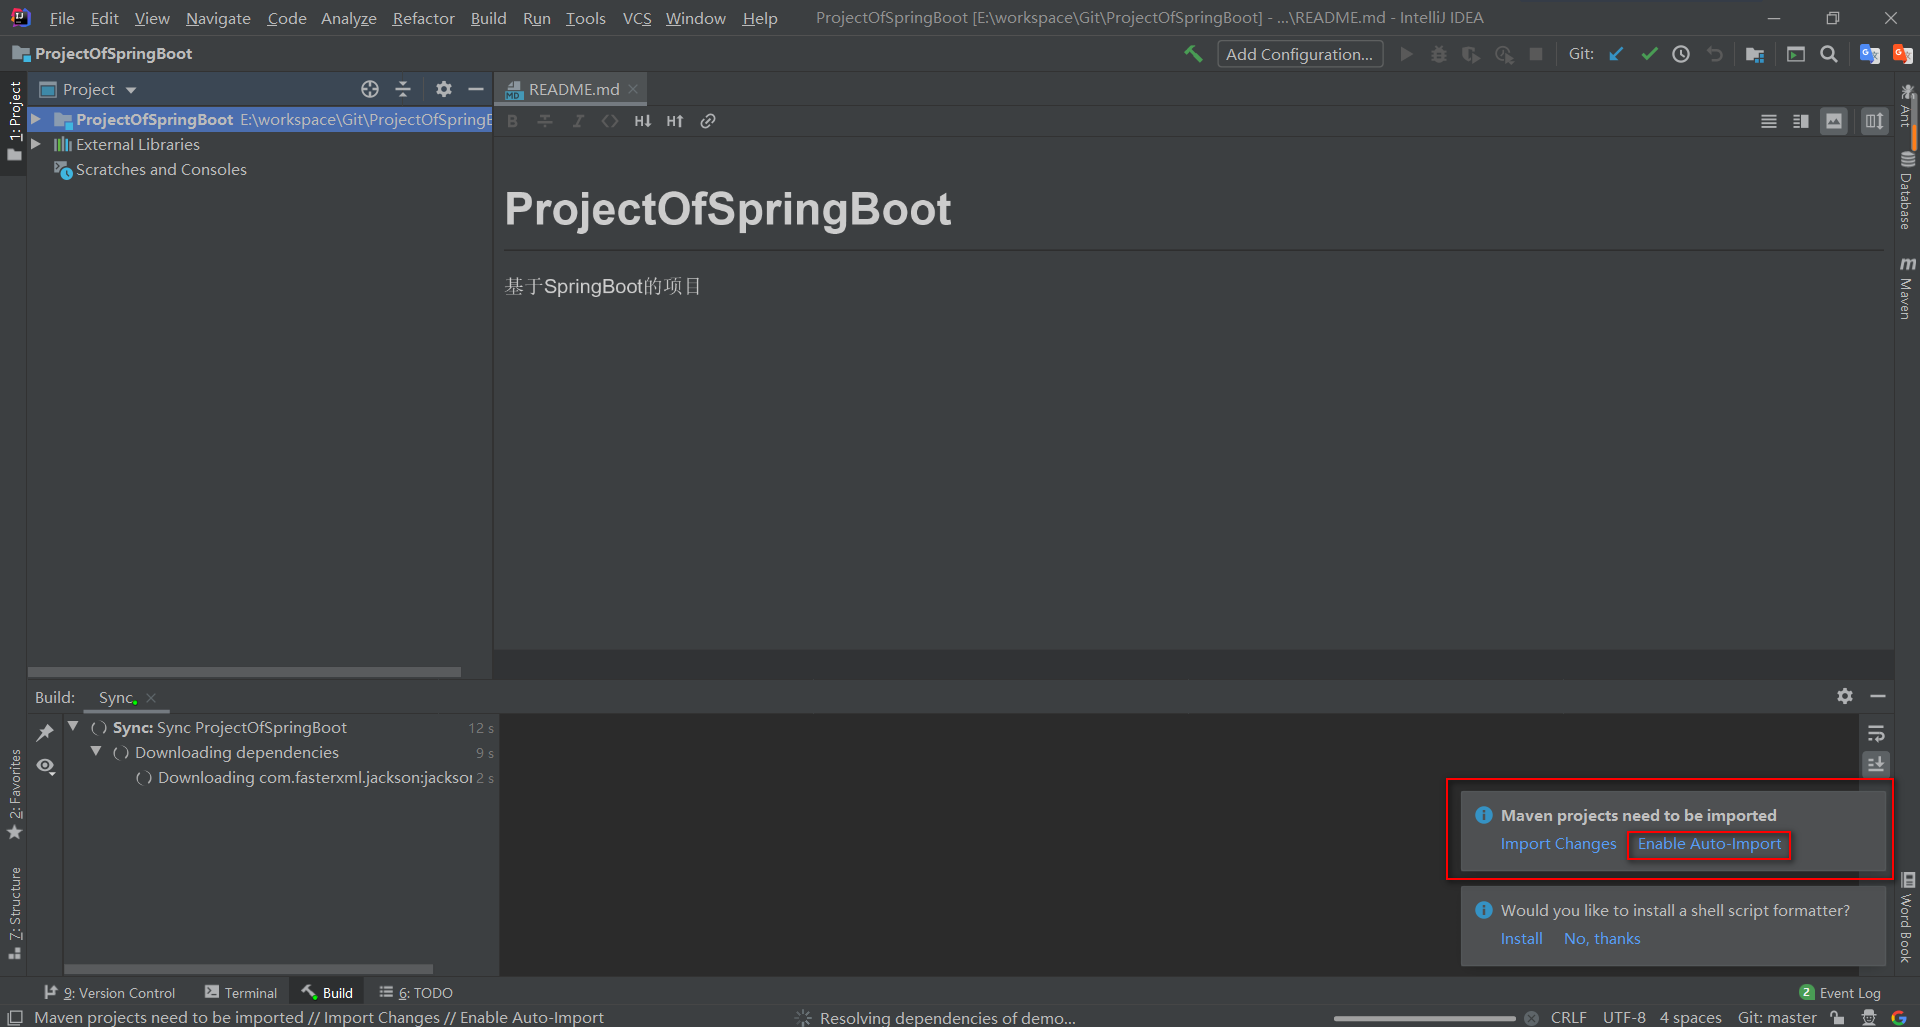 File Edit View Navigate Code Analyze Refactor Build Run Tools VCS Window Help ProjectOfSpringBoot [E:\workspace\Git\ProjectOfSpringBoot] - ...\README.md - IntelliJ IDEA
ProjectOfSpringBoot
Add Configuration...
Git:
1: Project
Project
README.md
ProjectOfSpringBoot E:\workspace\Git\ProjectOfSpringB
External Libraries
Scratches and Consoles
ProjectOfSpringBoot
基于SpringBoot的项目
Ant
Database
Maven
Build: Sync
Sync: Sync ProjectOfSpringBoot 12 s
Downloading dependencies 9 s
Downloading com.fasterxml.jackson:jackson 2 s
2: Favorites
7: Structure
Maven projects need to be imported
Import Changes Enable Auto-Import
Would you like to install a shell script formatter?
Install No, thanks
Word Book
9: Version Control Terminal Build 6: TODO
2 Event Log
Maven projects need to be imported // Import Changes // Enable Auto-Import
Resolving dependencies of demo...
CRLF UTF-8 4 spaces Git: master